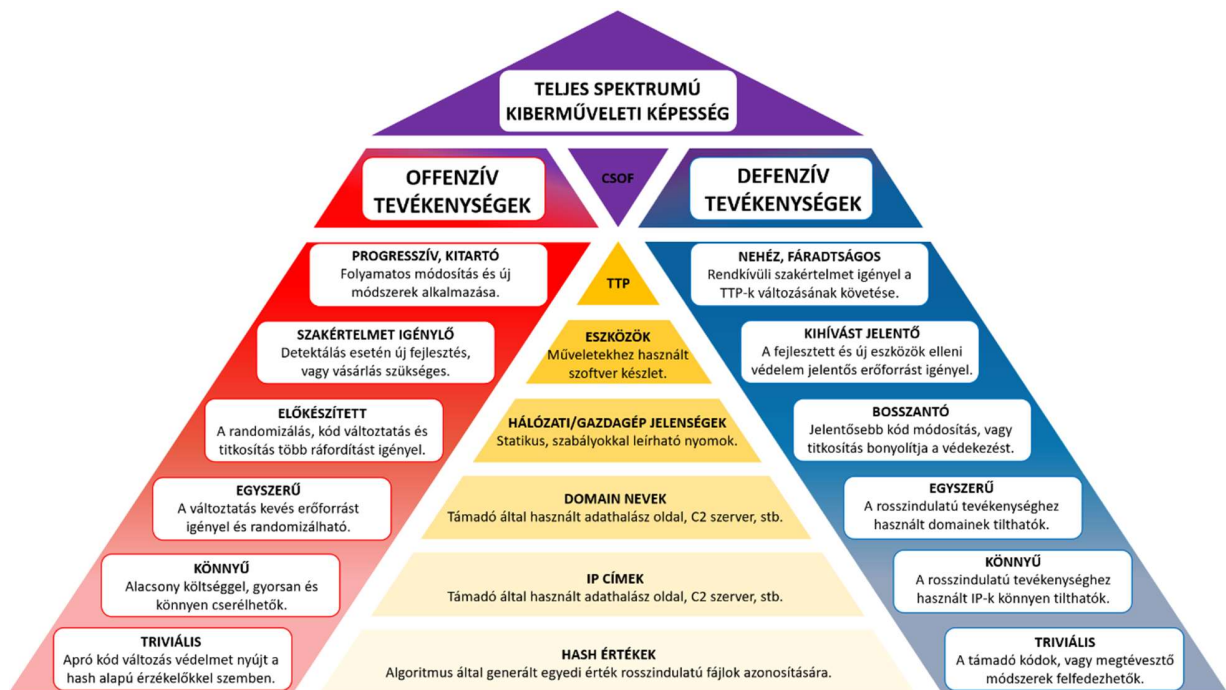 TELJES SPEKTRUMÚ
KIBERMŰVELETI KÉPESSÉG
OFFENZÍV
TEVÉKENYSÉGEK
CSOF
DEFENZÍV
TEVÉKENYSÉGEK
PROGRESSZÍV, KITARTÓ
Folyamatos módosítás és új
módszerek alkalmazása.
TTP
NEHÉZ, FÁRADTSÁGOS
Rendkívüli szakértelmet igényel a
TTP-k változásának követése.
SZAKÉRTELMET IGÉNYLŐ
Detektálás esetén új fejlesztés,
vagy vásárlás szükséges.
ESZKÖZÖK
Műveletekhez használt
szoftver készlet.
KIHÍVÁST JELENTŐ
A fejlesztett és új eszközök elleni
védelem jelentős erőforrást igényel.
ELŐKÉSZÍTETT
A randomizálás, kód változtatás és
titkosítás több ráfordítást igényel.
HÁLÓZATI/GAZDAGÉP JELENSÉGEK
Statikus, szabályokkal leírható nyomok.
BOSSZANTÓ
Jelentősebb kód módosítás, vagy
titkosítás bonyolítja a védekezést.
EGYSZERŰ
A változtatás kevés erőforrást
igényel és randomizálható.
DOMAIN NEVEK
Támadó által használt adathalász oldal, C2 szerver, stb.
EGYSZERŰ
A rosszindulatú tevékenységhez
használt domainek tilthatók.
KÖNNYŰ
Alacsony költséggel, gyorsan és
könnyen cserélhetők.
IP CÍMEK
Támadó által használt adathalász oldal, C2 szerver, stb.
KÖNNYŰ
A rosszindulatú tevékenységhez
használt IP-k könnyen tilthatók.
TRIVIÁLIS
Apró kód változás védelmet nyújt a
hash alapú érzékelőkkel szemben.
HASH ÉRTÉKEK
Algoritmus által generált egyedi érték rosszindulatú fájlok azonosítására.
TRIVIÁLIS
A támadó kódok, vagy megtévesztő
módszerek felfedezhetők.